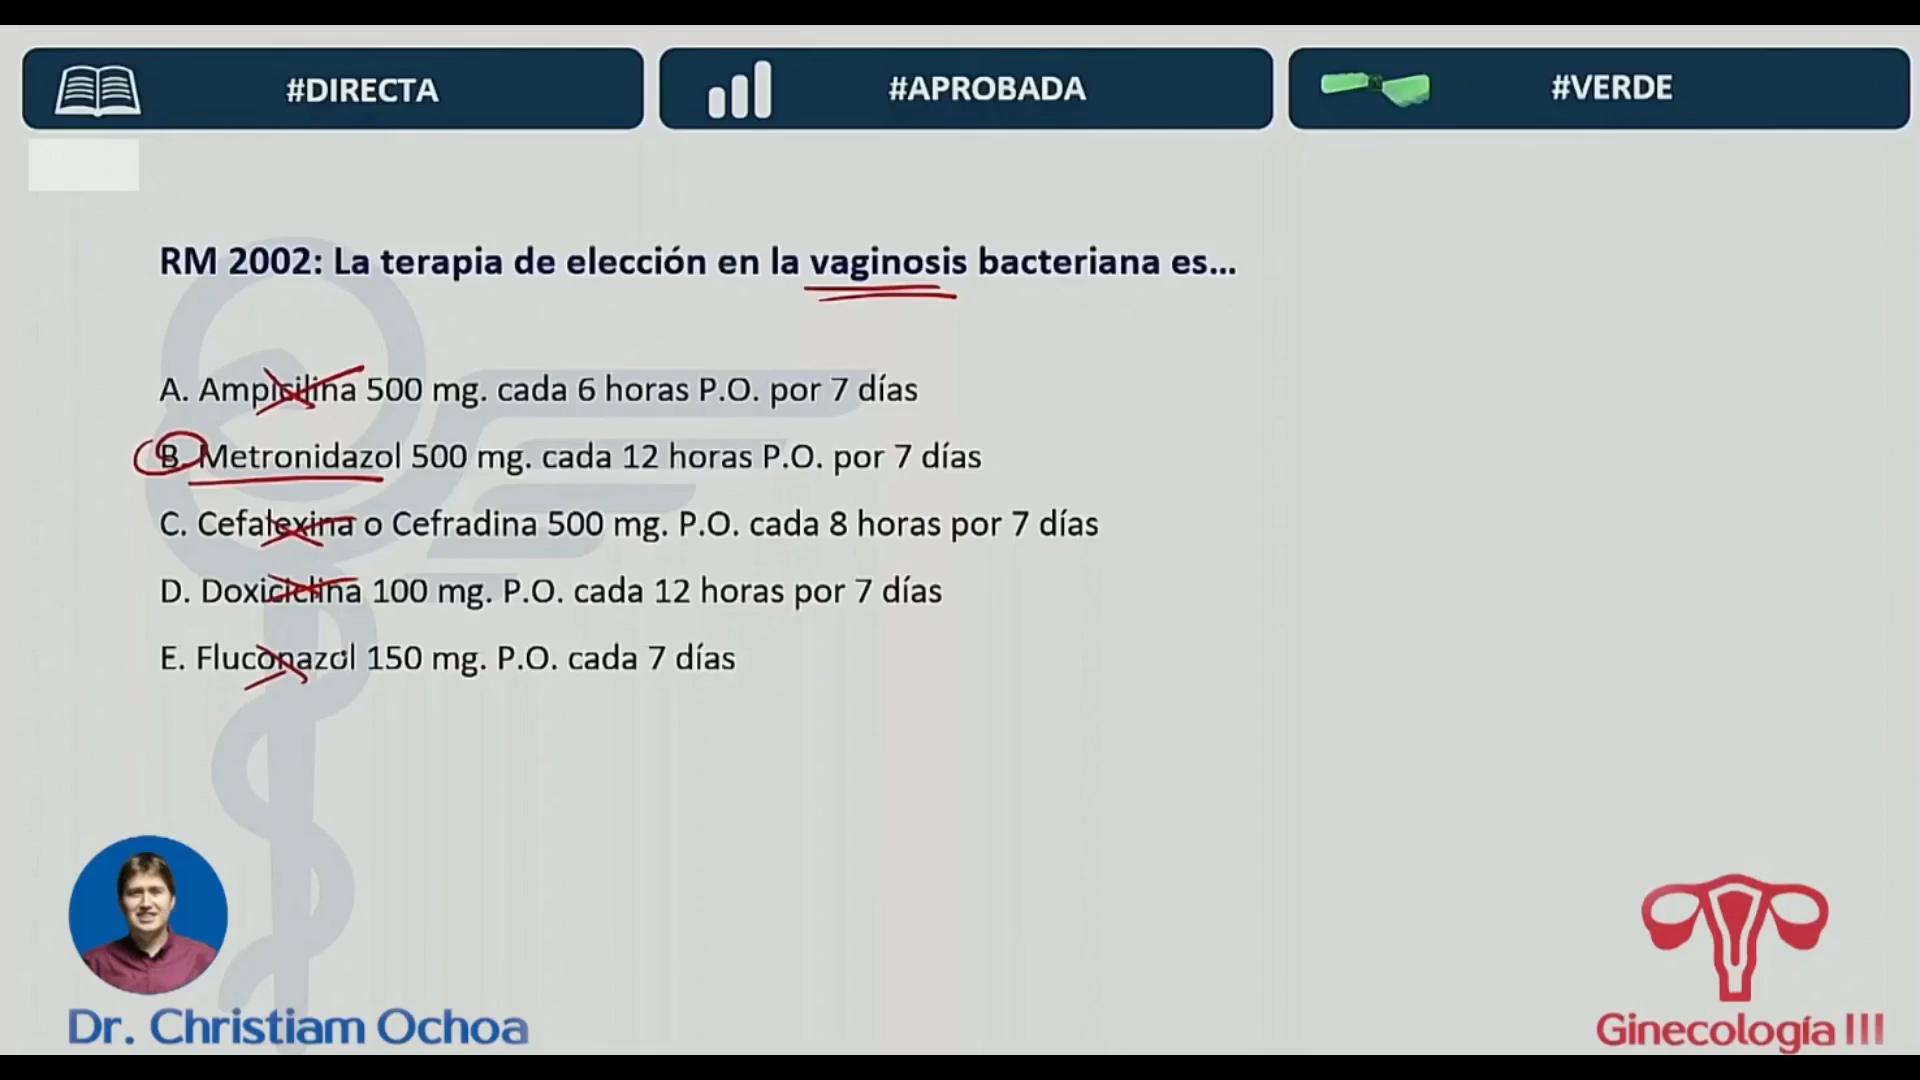 #DIRECTA
#APROBADA
#VERDE
RM 2002: La terapia de elección en la vaginosis bacteriana es...
A. Ampicilina 500 mg. cada 6 horas P.O. por 7 días
B. Metronidazol 500 mg. cada 12 horas P.O. por 7 días
C. Cefalexina o Cefradina 500 mg. P.O. cada 8 horas por 7 días
D. Doxiciclina 100 mg. P.O. cada 12 horas por 7 días
E. Fluconazol 150 mg. P.O. cada 7 días
Dr. Christiam Ochoa
Ginecología III